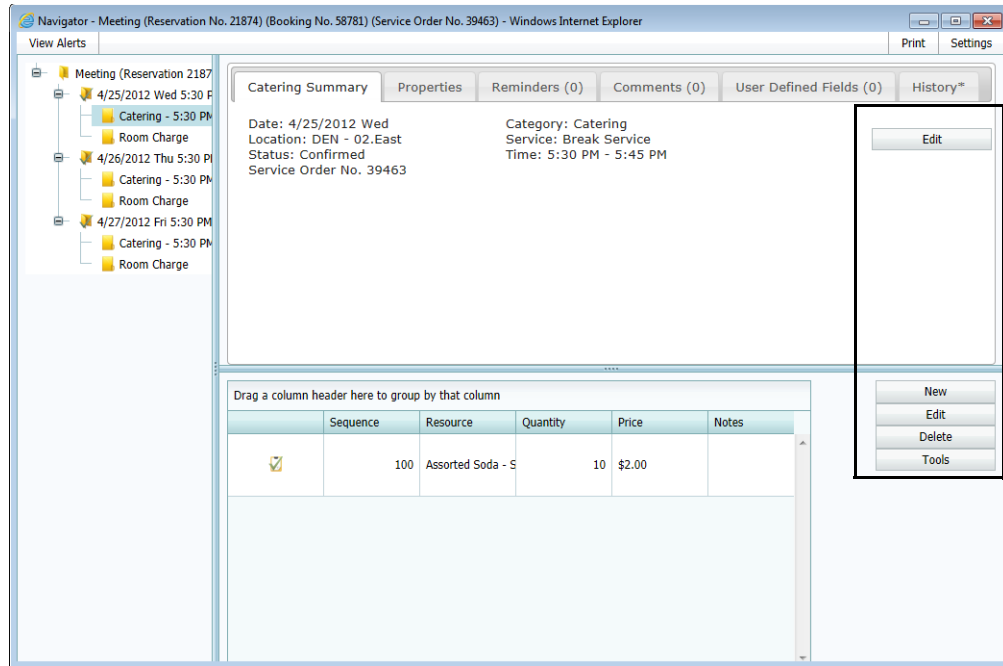 Navigator - Meeting (Reservation No. 21874) (Booking No. 58781) (Service Order No. 39463) - Windows Internet Explorer
View Alerts
Print
Settings
Meeting (Reservation 2187
4/25/2012 Wed 5:30 P
Catering - 5:30 PM
Room Charge
4/26/2012 Thu 5:30 P
Catering - 5:30 PM
Room Charge
4/27/2012 Fri 5:30 PM
Catering - 5:30 PM
Room Charge
Catering Summary
Properties
Reminders (0)
Comments (0)
User Defined Fields (0)
History*
Date: 4/25/2012 Wed
Location: DEN - 02.East
Status: Confirmed
Service Order No. 39463
Category: Catering
Service: Break Service
Time: 5:30 PM - 5:45 PM
Edit
Drag a column header here to group by that column
Sequence Resource Quantity Price Notes
100 Assorted Soda - S 10 $2.00
New
Edit
Delete
Tools